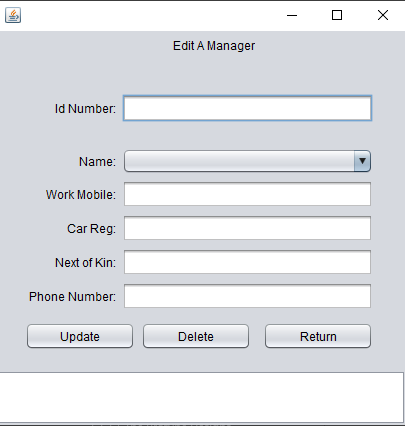 Edit A Manager
Id Number:
Name:
Work Mobile:
Car Reg:
Next of Kin:
Phone Number:
Update Delete Return